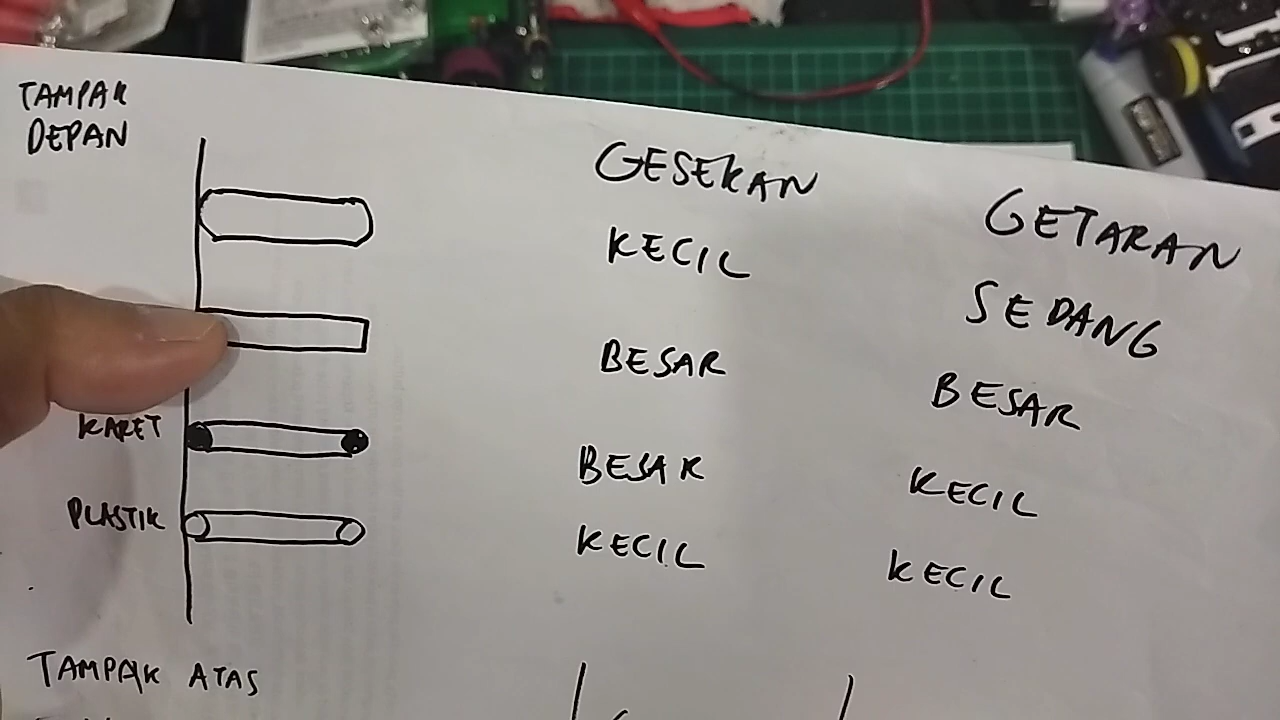 TAMPAK
DEPAN
GESEKAN
GETARAN
KECIL
SEDANG
BESAR
BESAR
KARET
BESAR
KECIL
PLASTIK
KECIL
KECIL
TAMPAK ATAS